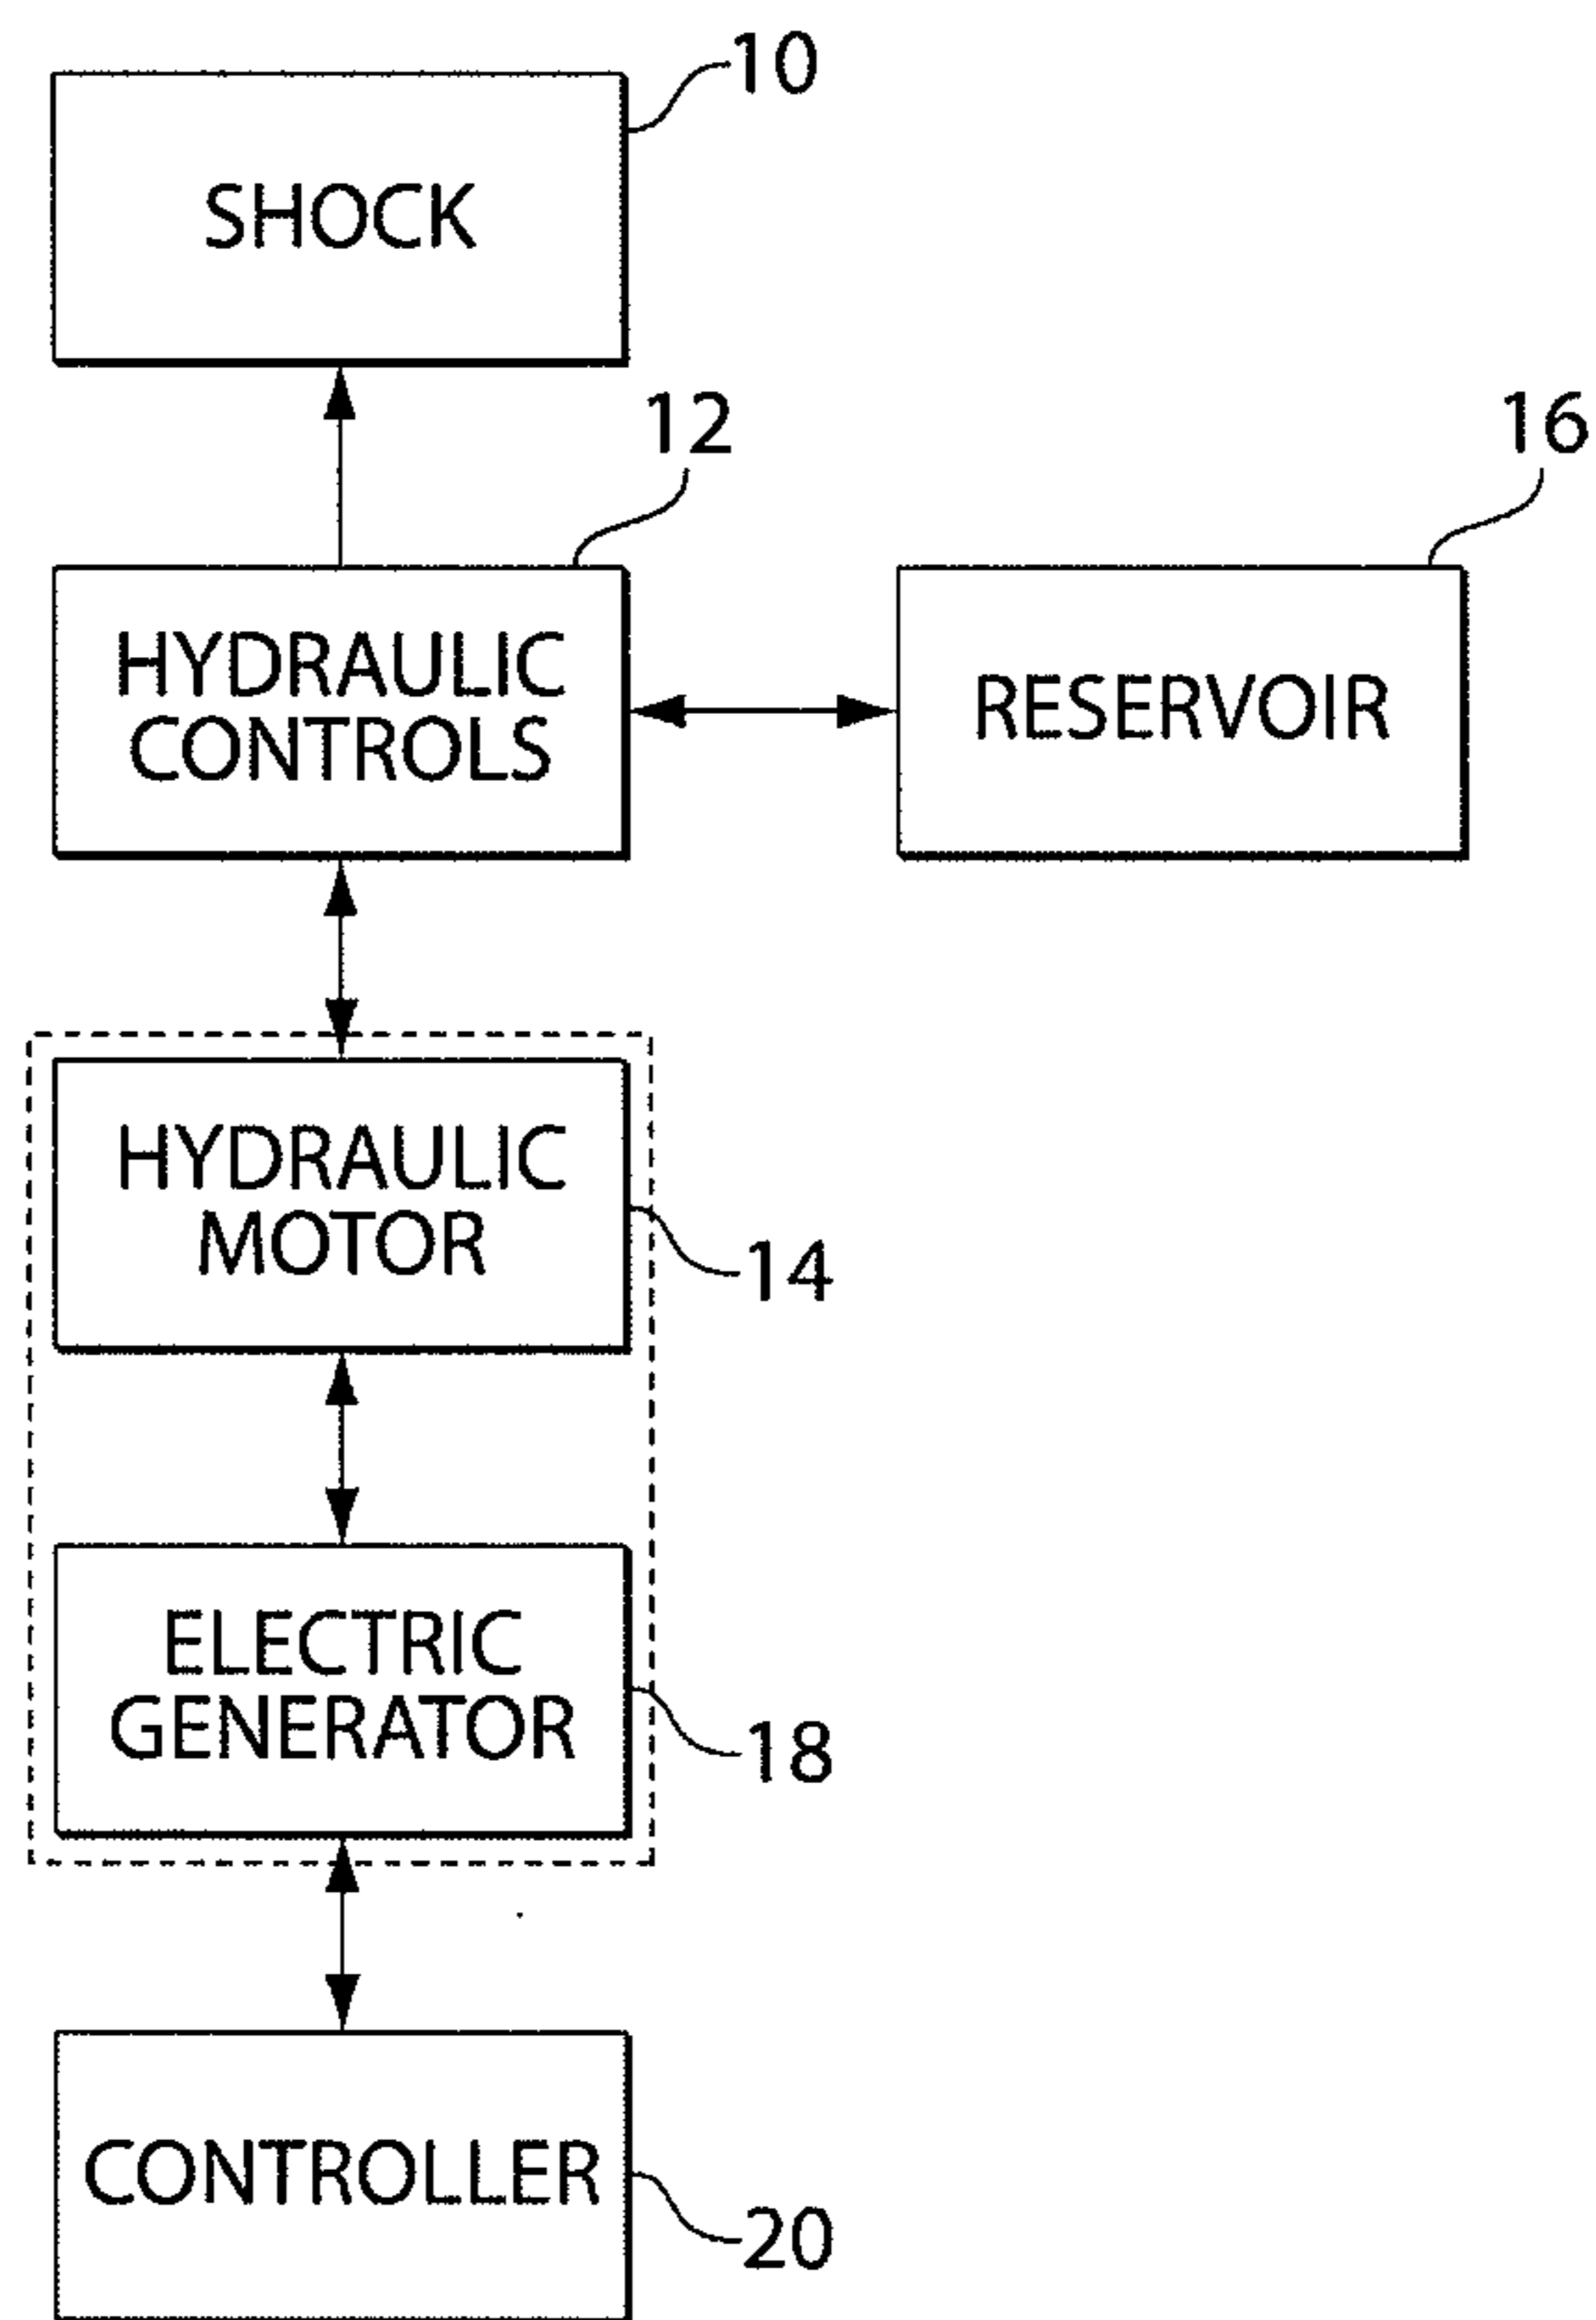 10
SHOCK
12
16
HYDRAULIC
CONTROLS
RESERVOIR
HYDRAULIC
MOTOR
14
ELECTRIC
GENERATOR
18
CONTROLLER
20